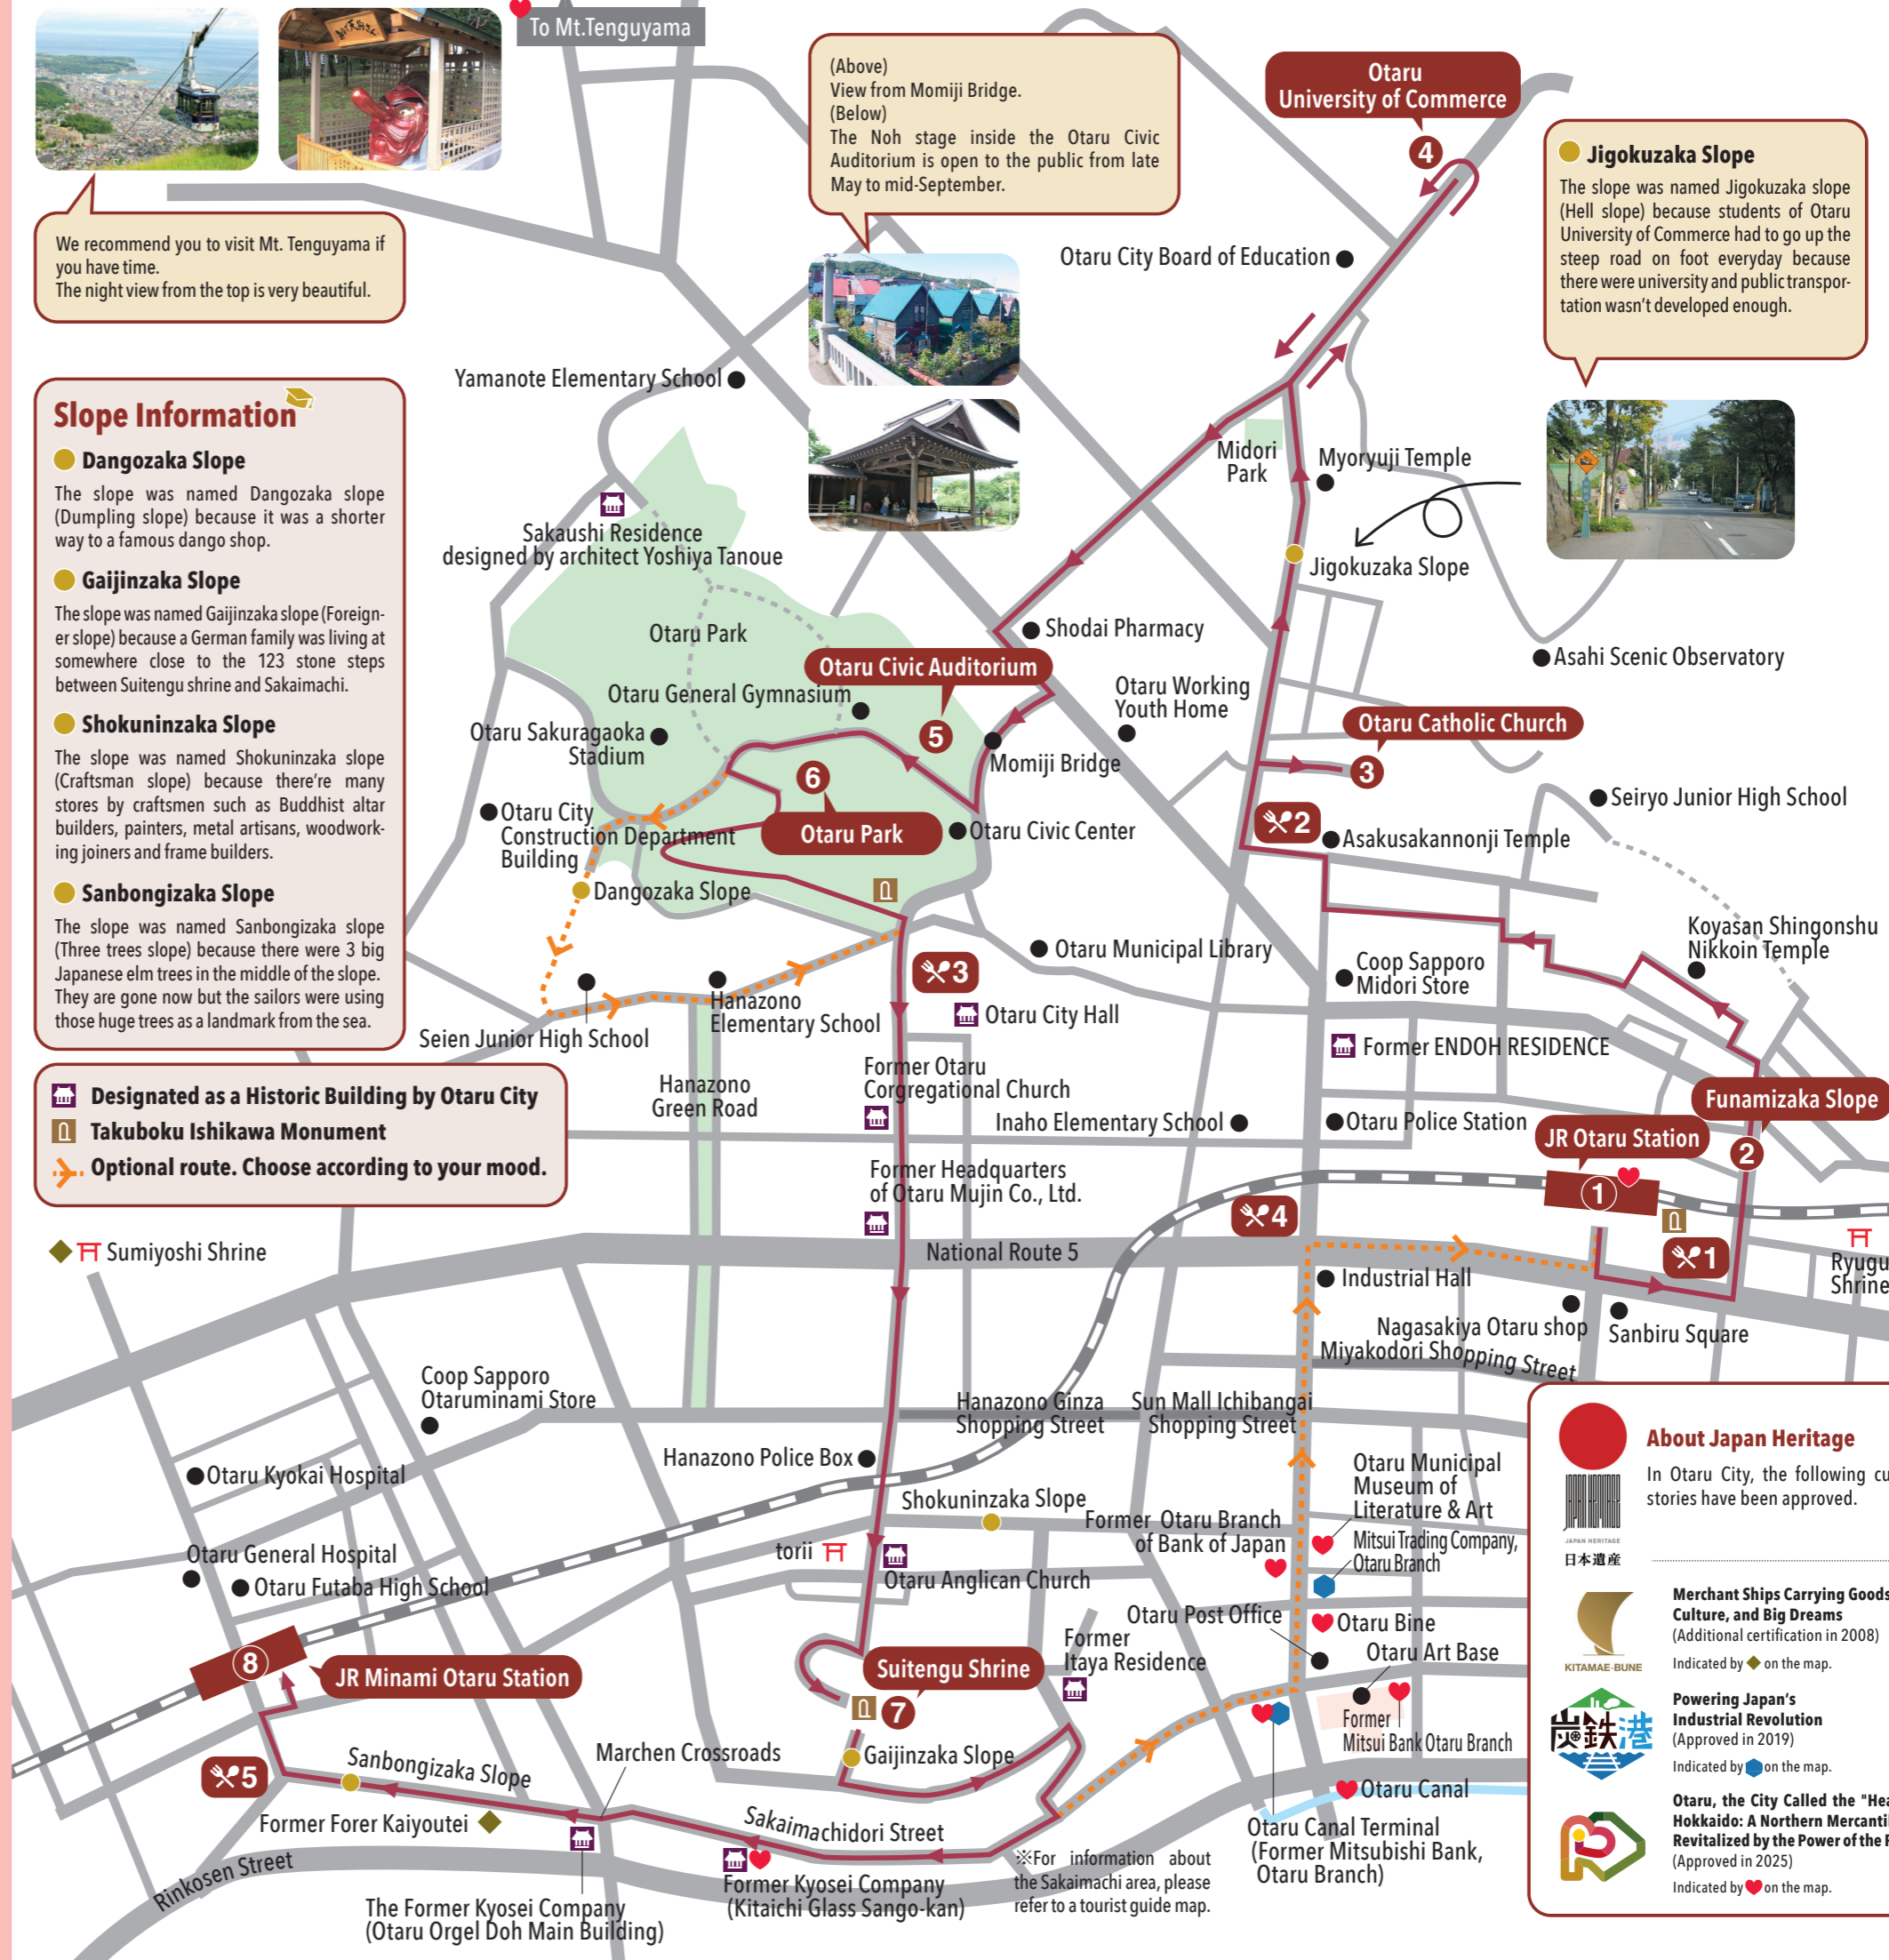 To Mt.Tenguyama
We recommend you to visit Mt. Tenguyama if
you have time.
The night view from the top is very beautiful.
(Above)
View from Momiji Bridge.
(Below)
The Noh stage inside the Otaru Civic
Auditorium is open to the public from late
May to mid-September.
Otaru
University of Commerce
4
Jigokuzaka Slope
The slope was named Jigokuzaka slope
(Hell slope) because students of Otaru
University of Commerce had to go up the
steep road on foot everyday because
there were university and public transpor-
tation wasn't developed enough.
Slope Information
Dangozaka Slope
The slope was named Dangozaka slope
(Dumpling slope) because it was a shorter
way to a famous dango shop.
Gaijinzaka Slope
The slope was named Gaijinzaka slope (Foreign-
er slope) because a German family was living at
somewhere close to the 123 stone steps
between Suitengu shrine and Sakaimachi.
Shokuninzaka Slope
The slope was named Shokuninzaka slope
(Craftsman slope) because there're many
stores by craftsmen such as Buddhist altar
builders, painters, metal artisans, woodwork-
ing joiners and frame builders.
Sanbongizaka Slope
The slope was named Sanbongizaka slope
(Three trees slope) because there were 3 big
Japanese elm trees in the middle of the slope.
They are gone now but the sailors were using
those huge trees as a landmark from the sea.
Designated as a Historic Building by Otaru City
Takuboku Ishikawa Monument
Optional route. Choose according to your mood.
Otaru City Board of Education
Yamanote Elementary School
Midori
Park
Myoryuji Temple
Sakaushi Residence
designed by architect Yoshiya Tanoue
Jigokuzaka Slope
Otaru Park
Shodai Pharmacy
Asahi Scenic Observatory
Otaru Civic Auditorium
5
Otaru General Gymnasium
Otaru Working
Youth Home
Otaru Catholic Church
3
Otaru Sakuragaoka
Stadium
Momiji Bridge
6
Otaru Park
Otaru City
Construction Department
Building
Otaru Civic Center
2
Asakusakannonji Temple
Seiryo Junior High School
Dangozaka Slope
Otaru Municipal Library
Koyasan Shingonshu
Nikkoin Temple
3
Coop Sapporo
Midori Store
Hanazono
Elementary School
Otaru City Hall
Seien Junior High School
Former ENDOH RESIDENCE
Hanazono
Green Road
Former Otaru
Corgregational Church
Inaho Elementary School
Otaru Police Station
Funamizaka Slope
2
JR Otaru Station
1
Former Headquarters
of Otaru Mujin Co., Ltd.
4
1
Sumiyoshi Shrine
National Route 5
Ryugu
Shrine
Industrial Hall
Nagasakiya Otaru shop
Sanbiru Square
Miyakodori Shopping Street
Coop Sapporo
Otaruminami Store
Hanazono Ginza
Shopping Street
Sun Mall Ichibangai
Shopping Street
Hanazono Police Box
Otaru Kyokai Hospital
Otaru Municipal
Museum of
Literature & Art
Shokuninzaka Slope
Former Otaru Branch
of Bank of Japan
Mitsui Trading Company,
Otaru Branch
torii
Otaru General Hospital
Otaru Futaba High School
Otaru Anglican Church
Otaru Post Office
Otaru Bine
Former
Itaya Residence
Otaru Art Base
8
JR Minami Otaru Station
Suitengu Shrine
7
Former
Mitsui Bank Otaru Branch
Gaijinzaka Slope
Marchen Crossroads
5
Sanbongizaka Slope
Otaru Canal
Former Forer Kaiyoutei
Sakaimachidori Street
Otaru Canal Terminal
(Former Mitsubishi Bank,
Otaru Branch)
Rinkosen Street
※For information about
the Sakaimachi area, please
refer to a tourist guide map.
Former Kyosei Company
(Kitaichi Glass Sango-kan)
The Former Kyosei Company
(Otaru Orgel Doh Main Building)
About Japan Heritage
In Otaru City, the following cu
stories have been approved.
JAPAN HERITAGE
日本遺産
Merchant Ships Carrying Goods
Culture, and Big Dreams
(Additional certification in 2008)
Indicated by on the map.
KITAMAE-BUNE
Powering Japan's
Industrial Revolution
(Approved in 2019)
Indicated by on the map.
炭鉄港
Otaru, the City Called the "Hea
Hokkaido: A Northern Mercanti
Revitalized by the Power of the P
(Approved in 2025)
Indicated by on the map.